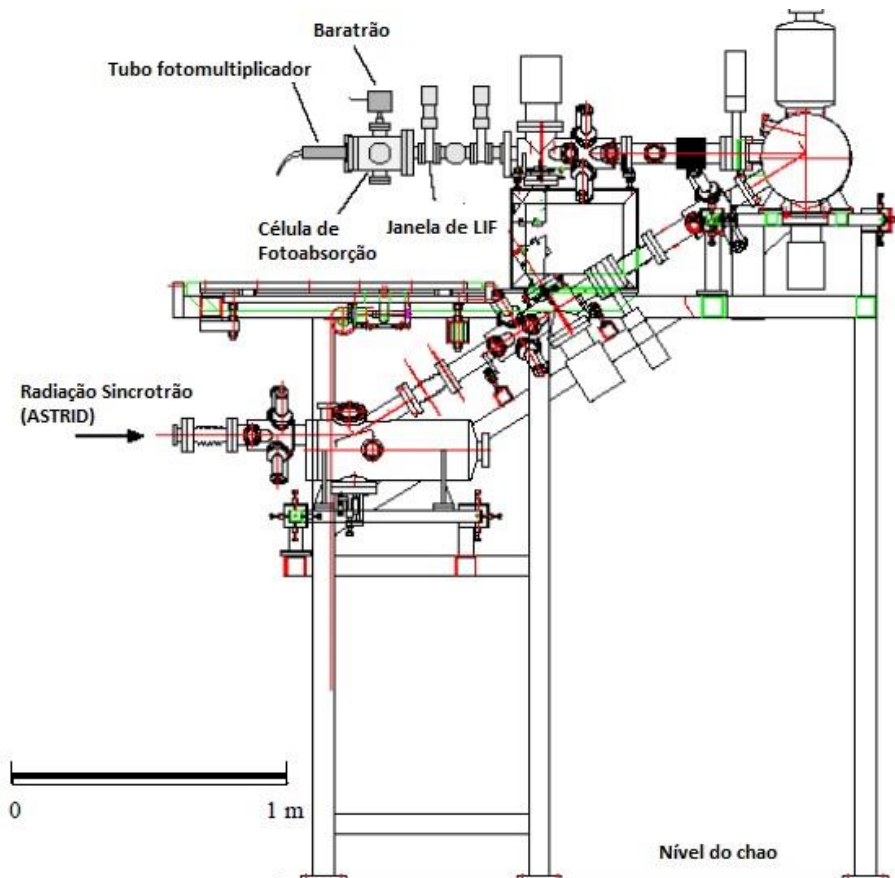 Baratrão
Tubo fotomultiplicador
Célula de
Fotoabsorção
Janela de LIF
Radiação Sincrotrão
(ASTRID)
0
1 m
Nível do chao